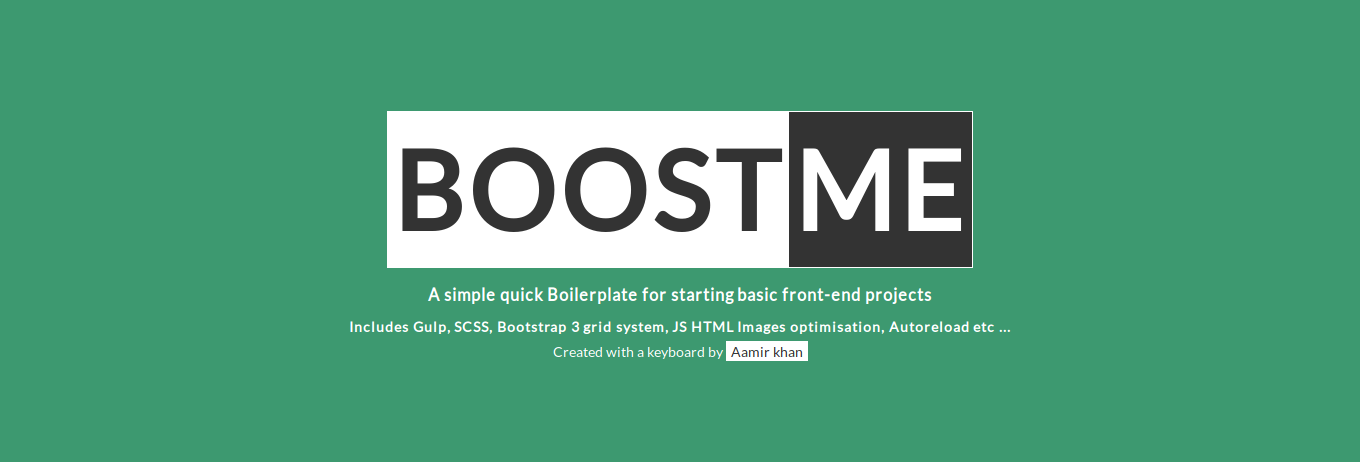 BOOSTME
A simple quick Boilerplate for starting basic front-end projects
Includes Gulp, SCSS, Bootstrap 3 grid system, JS HTML Images optimisation, Autoreload etc ...
Created with a keyboard by Aamir khan